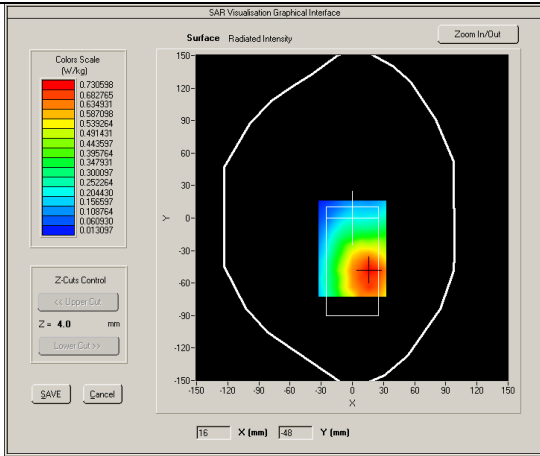 SAR Visualisation Graphical Interface
Surface Radiated Intensity
Zoom In/Out
Colors Scale
(W/kg)
0.730598
0.682765
0.634931
0.587098
0.539264
0.491431
0.443597
0.395764
0.347931
0.300097
0.252264
0.204430
0.156597
0.108764
0.060930
0.013097
Z-Cuts Control
<< Upper Cut
Z = 4.0 mm
Lower Cut >>
SAVE
Cancel
150
120
90
60
30
0
-30
-60
-90
-120
-150
Y
-150 -120 -90 -60 -30 0 30 60 90 120 150
X
16 X (mm) -48 Y (mm)